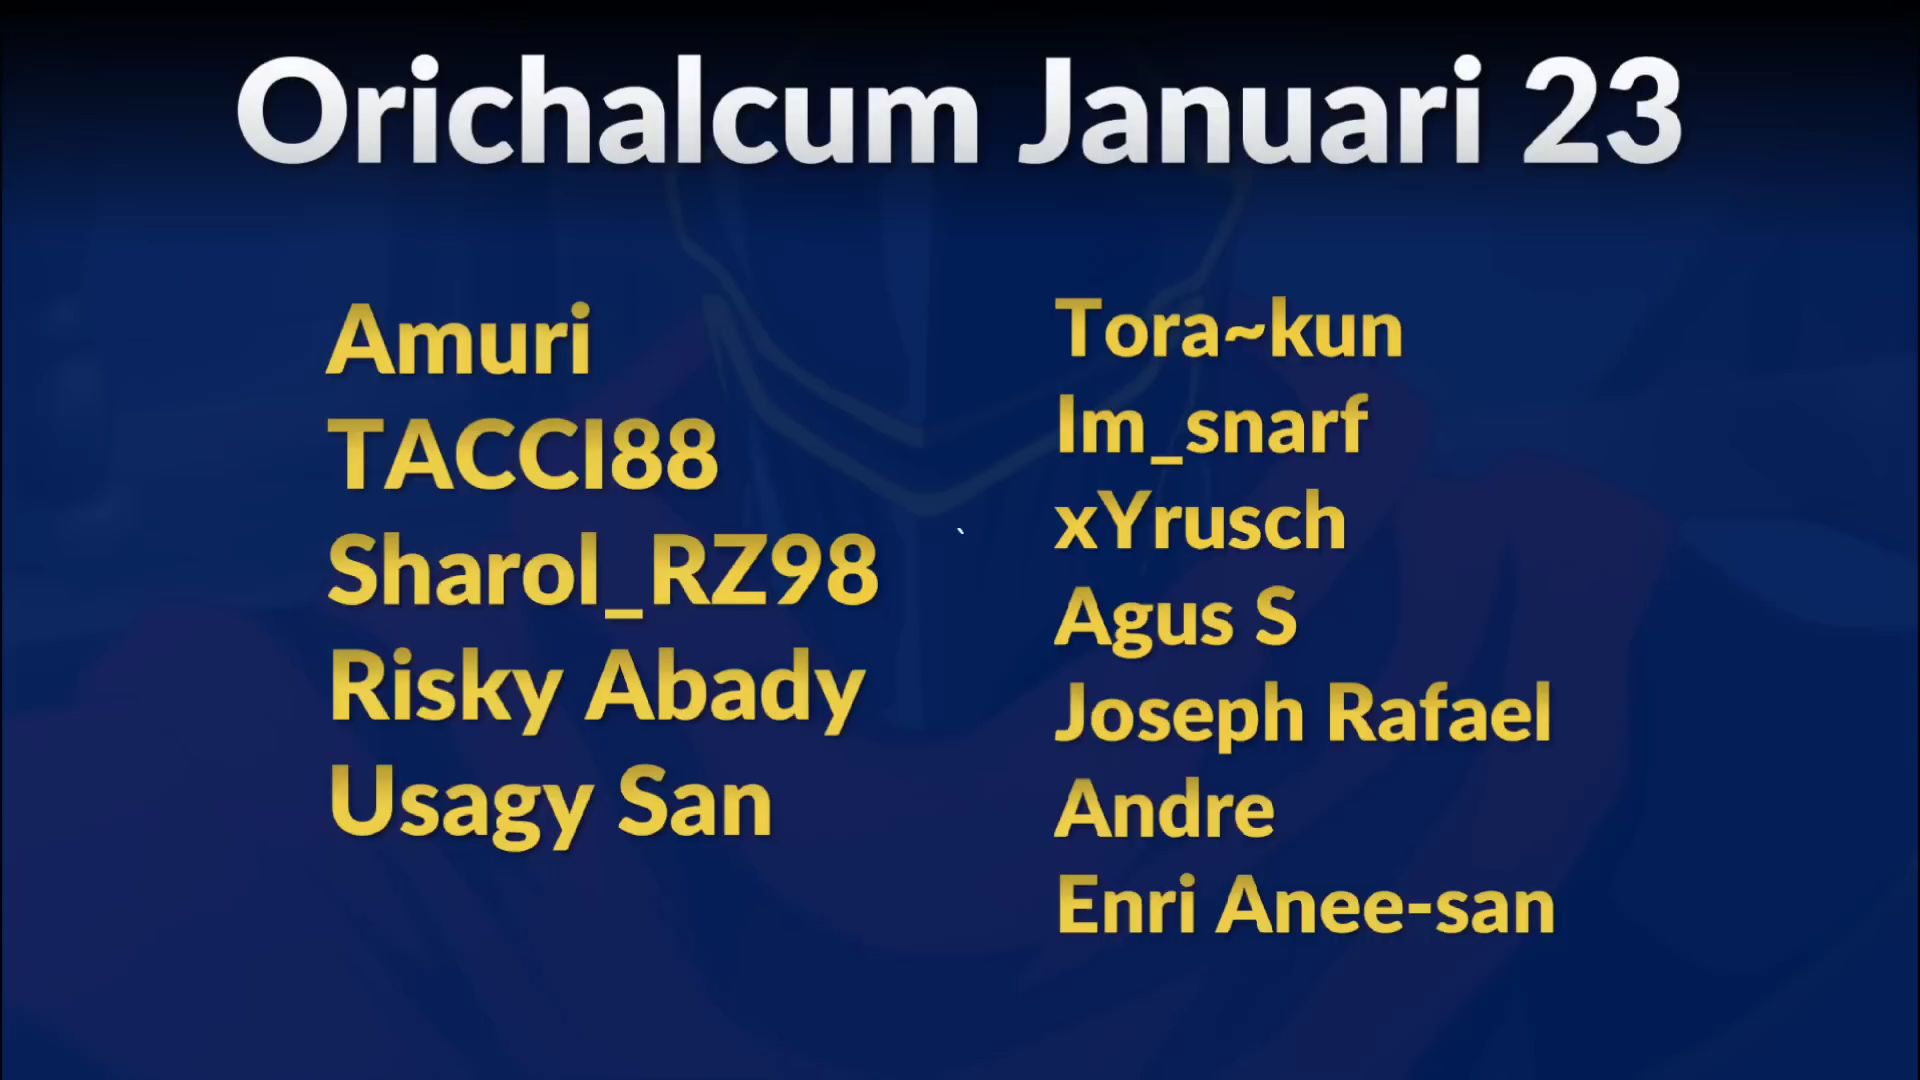 Orichalcum Januari 23
Amuri
TACCI88
Sharol_RZ98
Risky Abady
Usagy San
Tora~kun
Im_snarf
xYrusch
Agus S
Joseph Rafael
Andre
Enri Anee-san